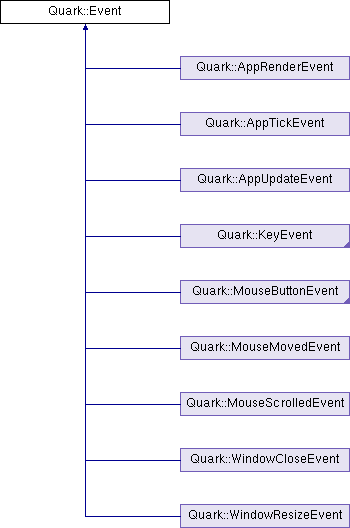 Quark::Event
Quark::AppRenderEvent
Quark::AppTickEvent
Quark::AppUpdateEvent
Quark::KeyEvent
Quark::MouseButtonEvent
Quark::MouseMovedEvent
Quark::MouseScrolledEvent
Quark::WindowCloseEvent
Quark::WindowResizeEvent